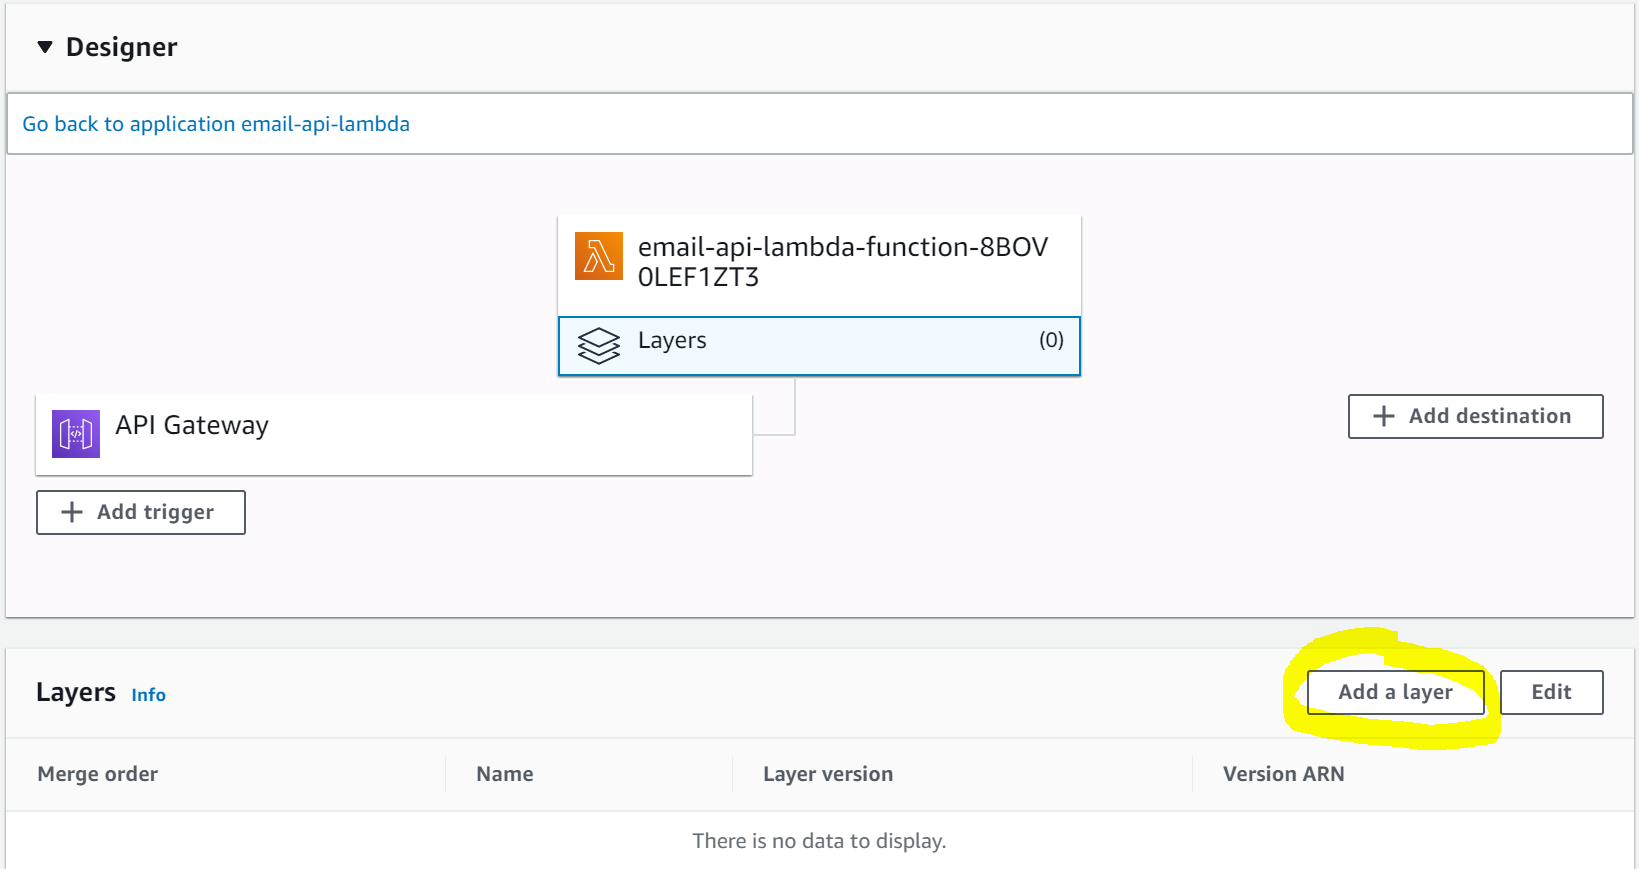 Designer
Go back to application email-api-lambda
email-api-lambda-function-8BOV
0LEF1ZT3
Layers (0)
API Gateway
Add destination
Add trigger
Layers Info Add a layer Edit
Merge order Name Layer version Version ARN
There is no data to display.